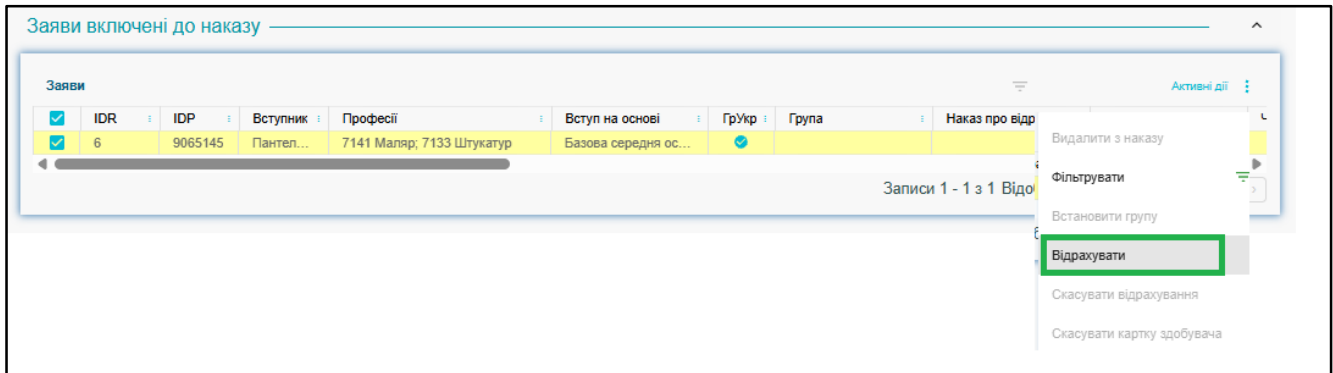 Заяви включені до наказу
Заяви
Активні дії
IDR IDP Вступник Професії Вступ на основі ГрУкр Група Наказ про відр
6 9065145 Пантел... 7141 Маляр; 7133 Штукатур Базова середня ос...
Записи 1 - 1 з 1 Відо
Видалити з наказу
Фільтрувати
Встановити групу
Відрахувати
Скасувати відрахування
Скасувати картку здобувача